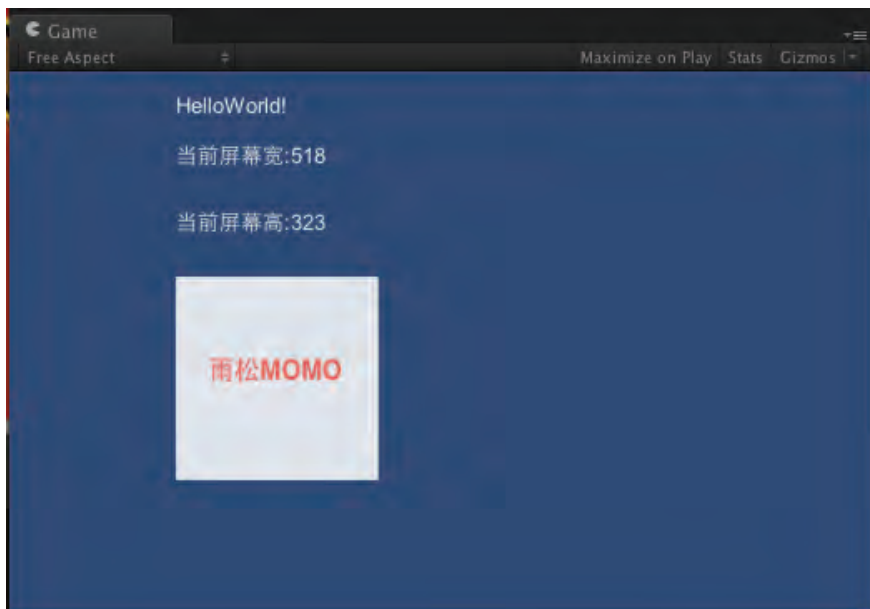 Game
Free Aspect Maximize on Play Stats Gizmos
HelloWorld!
当前屏幕宽:518
当前屏幕高:323
雨松MOMO